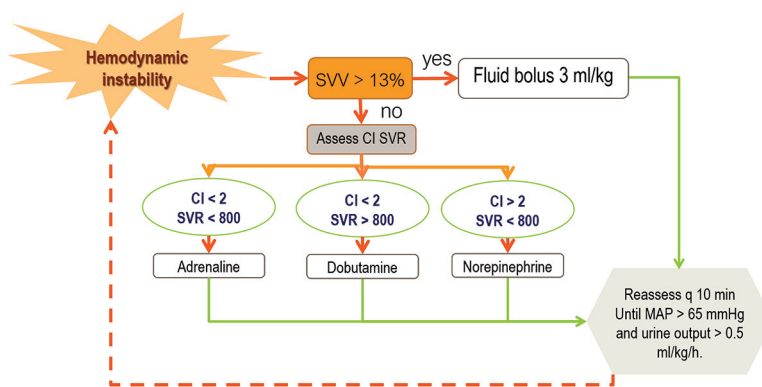 Hemodynamic
instability
SVV > 13%
yes
Fluid bolus 3 ml/kg
no
Assess CI SVR
CI < 2
SVR < 800
CI < 2
SVR > 800
CI > 2
SVR < 800
Adrenaline
Dobutamine
Norepinephrine
Reassess q 10 min
Until MAP > 65 mmHg
and urine output > 0.5
ml/kg/h.